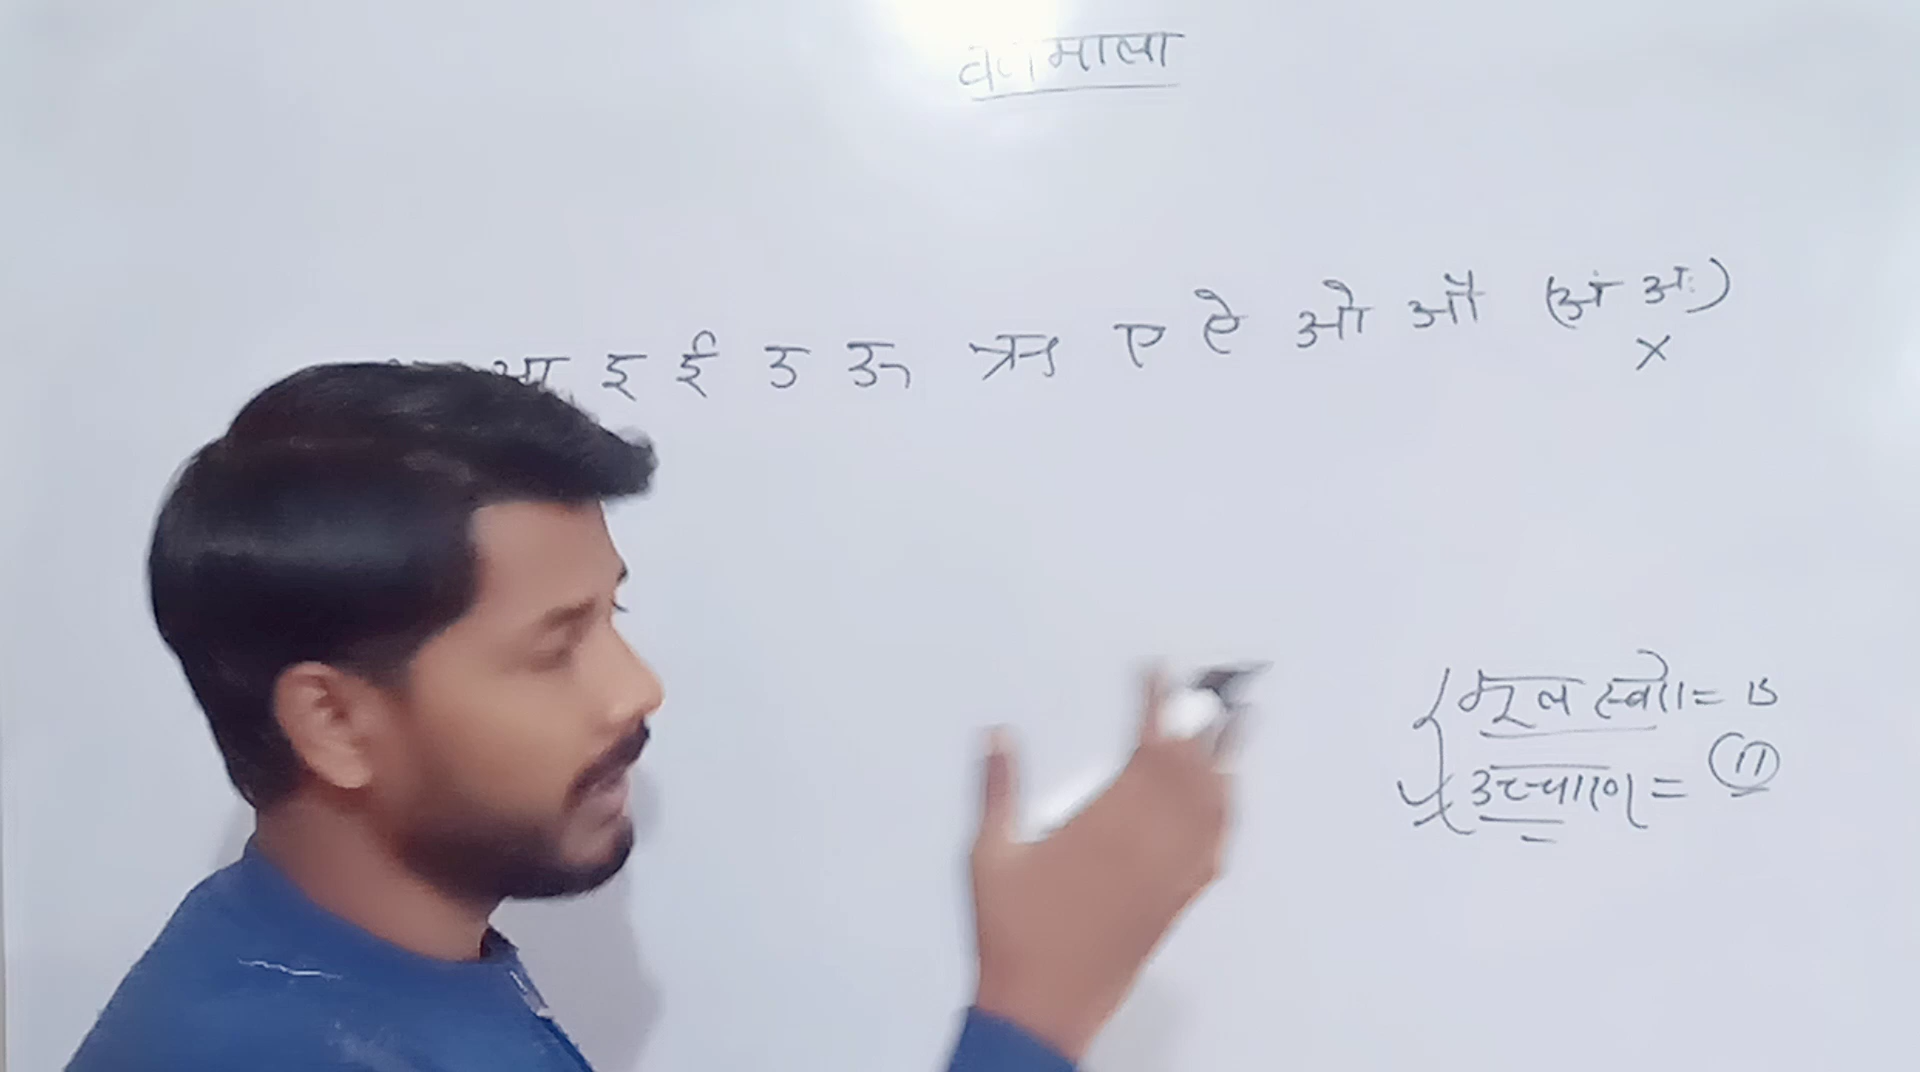 वर्णमाला
आ इ ई उ ऊ ऋ ए ऐ ओ औ (अं अः)
×
मूल स्वरों = 13
उच्चारण = 11